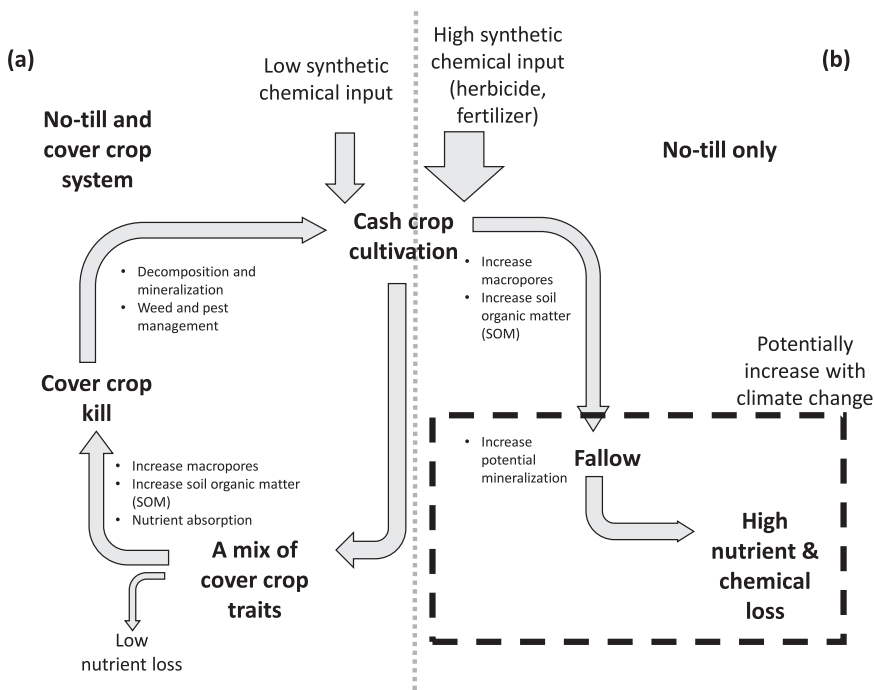 (a)
Low synthetic
chemical input
High synthetic
chemical input
(herbicide,
fertilizer)
(b)
No-till and
cover crop
system
No-till only
Cash crop
cultivation
• Decomposition and
mineralization
• Weed and pest
management
• Increase
macropores
• Increase soil
organic matter
(SOM)
Cover crop
kill
Potentially
increase with
climate change
• Increase macropores
• Increase soil organic matter
(SOM)
• Nutrient absorption
• Increase
potential
mineralization
Fallow
A mix of
cover crop
traits
High
nutrient &
chemical
loss
Low
nutrient loss